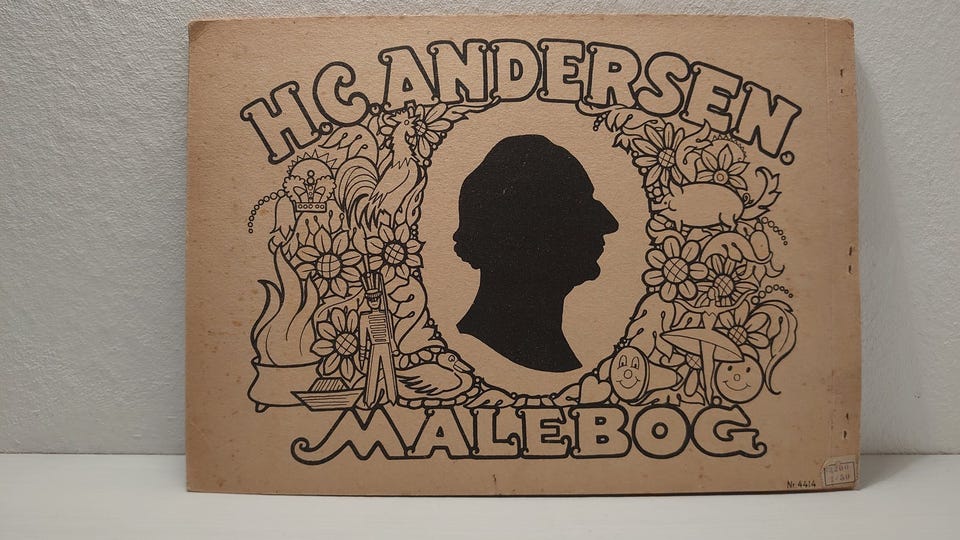 H.C. ANDERSEN.
MALEBOG
Nr. 4414